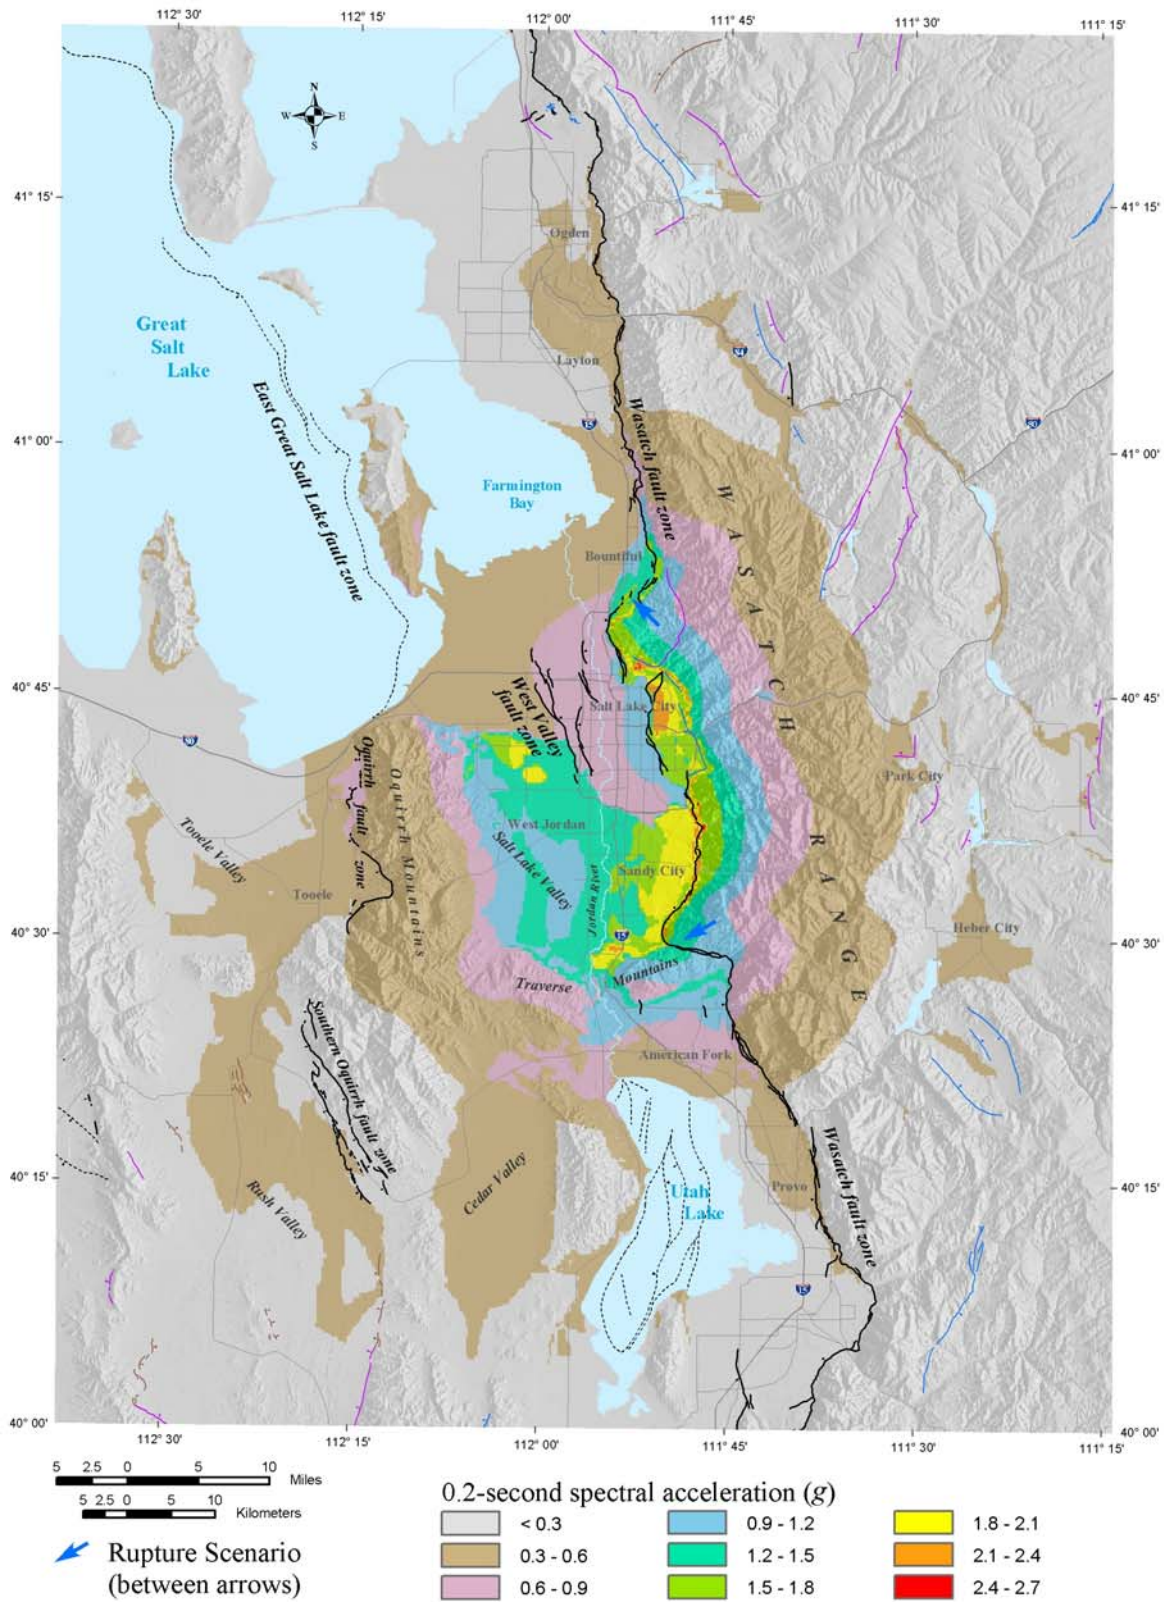 112° 30'
112° 15'
112° 00'
111° 45'
111° 30'
111° 15'
N
W E
S
41° 15'
41° 15'
Ogden
Great
Salt
Lake
Layton
84
15
80
East Great Salt Lake fault zone
Wasatch fault zone
41° 00'
41° 00'
Farmington
Bay
WASATCH
RANGE
Bountiful
40° 45'
40° 45'
Salt Lake City
West Valley
fault zone
80
Oquirrh fault zone
Oquirrh Mountains
Park City
Tooele Valley
West Jordan
Salt Lake Valley
Jordan River
Sandy City
Tooele
15
40° 30'
40° 30'
Heber City
Traverse Mountains
Southern Oquirrh fault zone
American Fork
Wasatch fault zone
40° 15'
40° 15'
Rush Valley
Cedar Valley
Utah
Lake
Provo
15
40° 00'
40° 00'
112° 30'
112° 15'
112° 00'
111° 45'
111° 30'
111° 15'
5 2.5 0 5 10
Miles
5 2.5 0 5 10
Kilometers
Rupture Scenario
(between arrows)
0.2-second spectral acceleration (g)
< 0.3
0.3 - 0.6
0.6 - 0.9
0.9 - 1.2
1.2 - 1.5
1.5 - 1.8
1.8 - 2.1
2.1 - 2.4
2.4 - 2.7